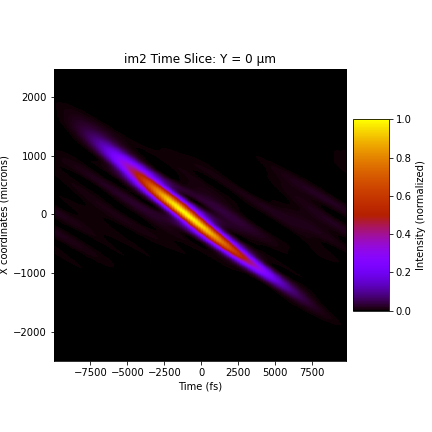 im2 Time Slice: Y = 0 μm
2000
1000
0
−1000
−2000
X coordinates (microns)
−7500 −5000 −2500 0 2500 5000 7500
Time (fs)
1.0
0.8
0.6
0.4
0.2
0.0
Intensity (normalized)